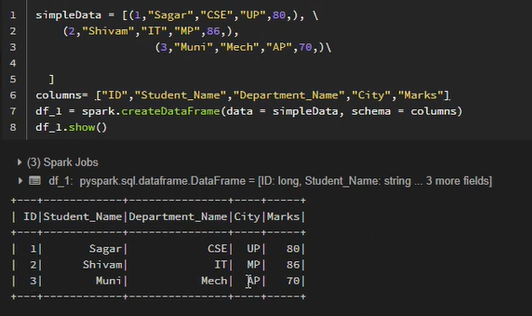 1 simpleData = [(1,"Sagar","CSE","UP",80,), \
2 (2,"Shivam","IT","MP",86,),
3 (3,"Muni","Mech","AP",70,)\
4
5 ]
6 columns= ["ID","Student_Name","Department_Name","City","Marks"]
7 df_1 = spark.createDataFrame(data = simpleData, schema = columns)
8 df_1.show()
(3) Spark Jobs
df_1: pyspark.sql.dataframe.DataFrame = [ID: long, Student_Name: string ... 3 more fields]
+---+------------+---------------+----+-----+
| ID|Student_Name|Department_Name|City|Marks|
+---+------------+---------------+----+-----+
| 1| Sagar| CSE| UP| 80|
| 2| Shivam| IT| MP| 86|
| 3| Muni| Mech| AP| 70|
+---+------------+---------------+----+-----+